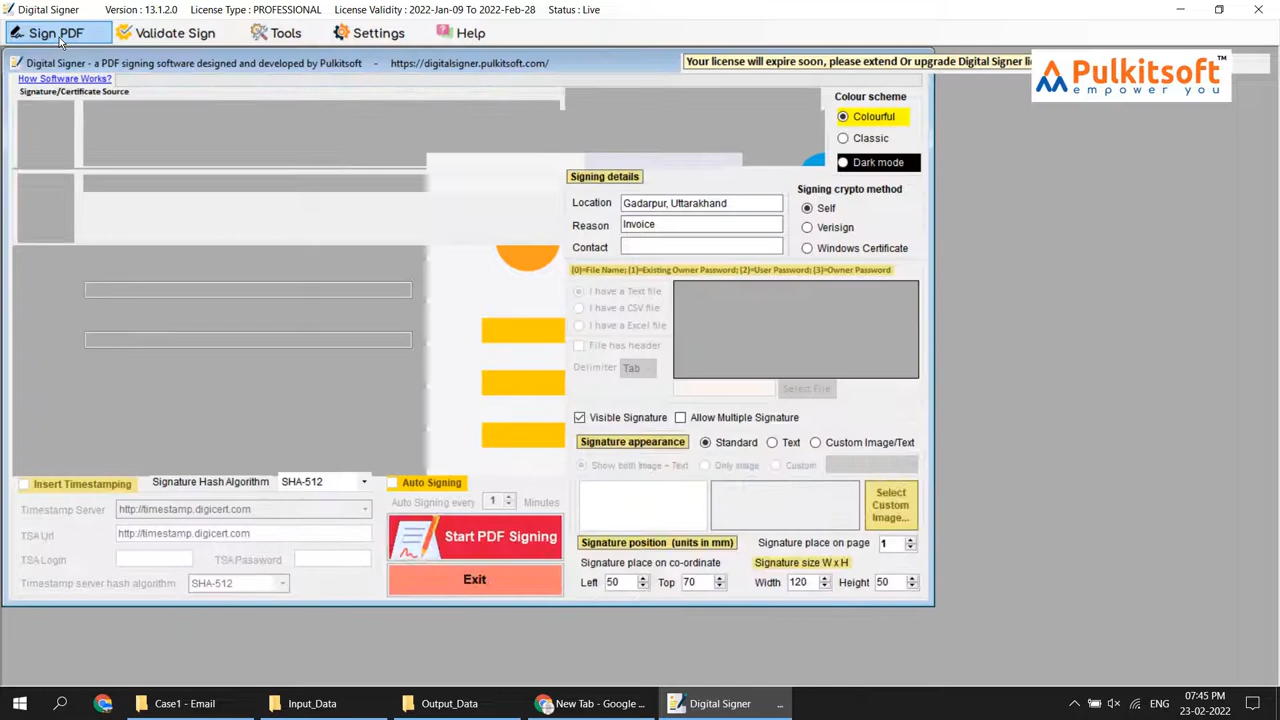 Digital Signer Version : 13.1.2.0 License Type : PROFESSIONAL License Validity : 2022-Jan-09 To 2022-Feb-28 Status : Live
Sign PDF Validate Sign Tools Settings Help
Digital Signer - a PDF signing software designed and developed by Pulkitsoft - https://digitalsigner.pulkitsoft.com/
Your license will expire soon, please extend Or upgrade Digital Signer
Pulkitsoft™
empower you
How Software Works?
Signature/Certificate Source
Colour scheme
Colourful
Classic
Dark mode
Signing details
Location Gadarpur, Uttarakhand
Reason Invoice
Contact
Signing crypto method
Self
Verisign
Windows Certificate
{0}=File Name; {1}=Existing Owner Password; {2}=User Password; {3}=Owner Password
I have a Text file
I have a CSV file
I have a Excel file
File has header
Delimiter Tab
Select File
Visible Signature Allow Multiple Signature
Signature appearance Standard Text Custom Image/Text
Show both Image + Text Only image Custom
Select
Custom
Image...
Insert Timestamping Signature Hash Algorithm SHA-512
Timestamp Server http://timestamp.digicert.com
TSA Url http://timestamp.digicert.com
TSA Login TSA Password
Timestamp server hash algorithm SHA-512
Auto Signing
Auto Signing every 1 Minutes
Start PDF Signing
Exit
Signature position (units in mm) Signature place on page 1
Signature place on co-ordinate Signature size W x H
Left 50 Top 70 Width 120 Height 50
Case1 - Email Input_Data Output_Data New Tab - Google ... Digital Signer ...
ENG
07:45 PM
23-02-2022